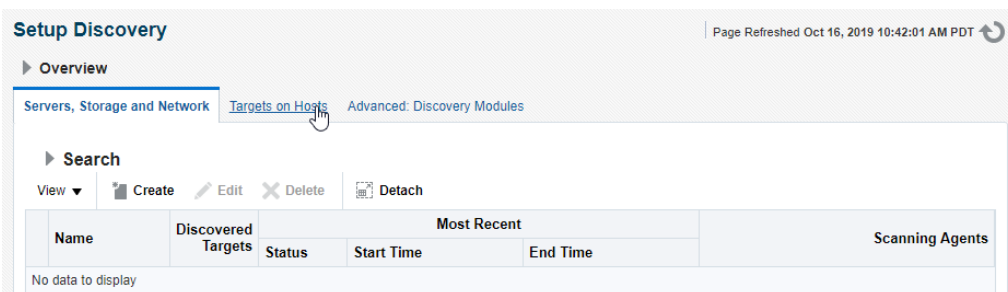 Setup Discovery
Page Refreshed Oct 16, 2019 10:42:01 AM PDT
Overview
Servers, Storage and Network Targets on Hosts Advanced: Discovery Modules
Search
View Create Edit Delete Detach
Name Discovered Targets Most Recent Scanning Agents
Status Start Time End Time
No data to display